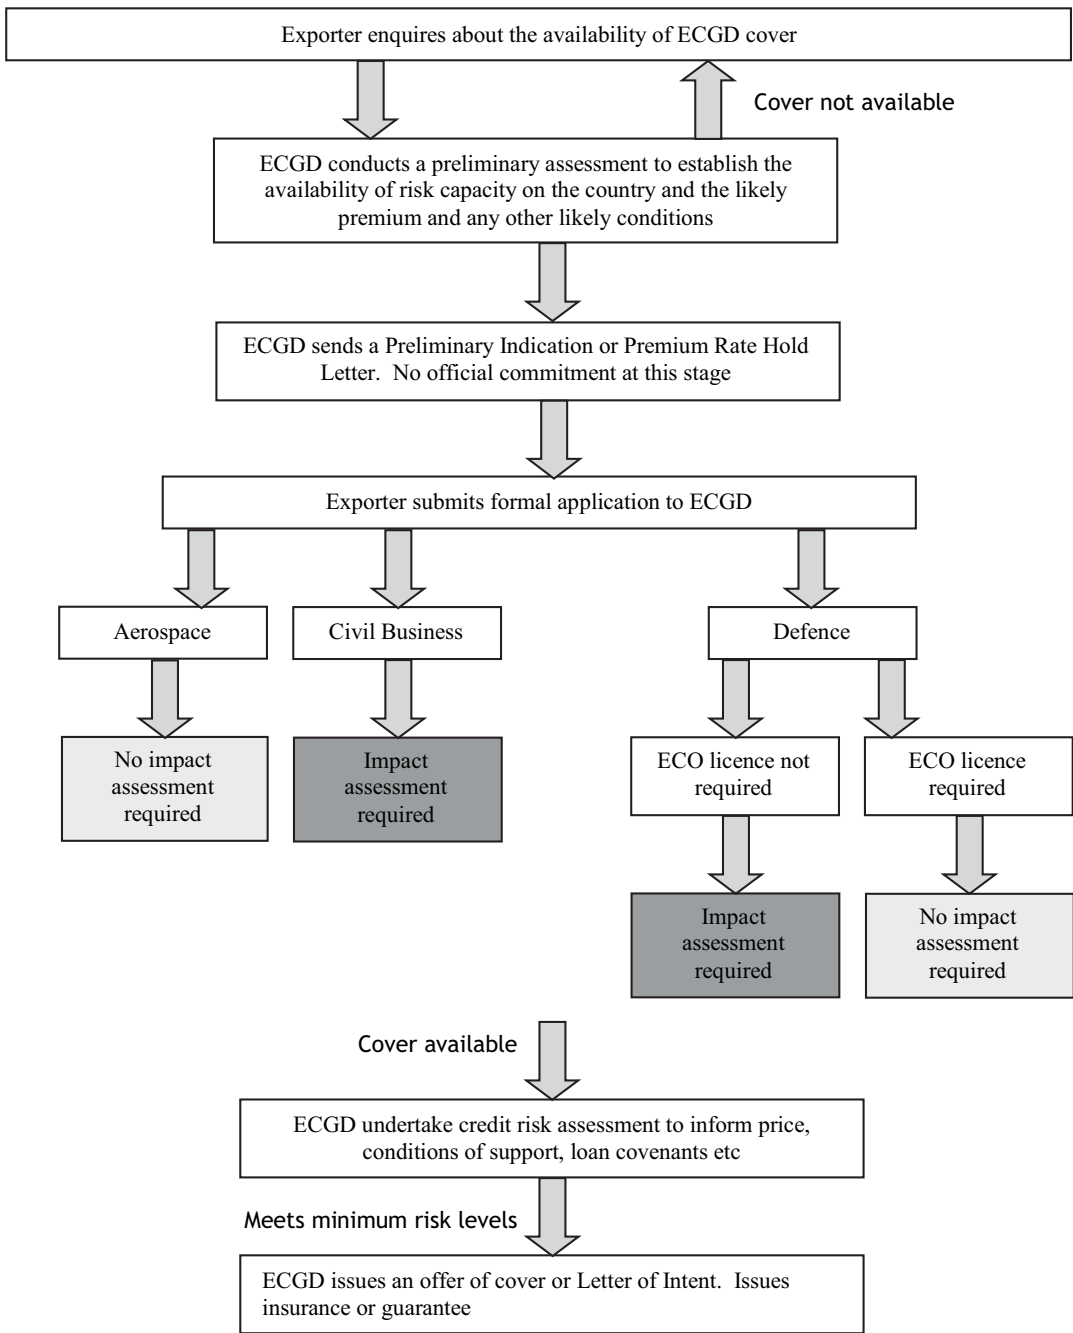 Exporter enquires about the availability of ECGD cover
Cover not available
ECGD conducts a preliminary assessment to establish the
availability of risk capacity on the country and the likely
premium and any other likely conditions
ECGD sends a Preliminary Indication or Premium Rate Hold
Letter.  No official commitment at this stage
Exporter submits formal application to ECGD
Aerospace
Civil Business
Defence
No impact
assessment
required
Impact
assessment
required
ECO licence not
required
ECO licence
required
Impact
assessment
required
No impact
assessment
required
Cover available
ECGD undertake credit risk assessment to inform price,
conditions of support, loan covenants etc
Meets minimum risk levels
ECGD issues an offer of cover or Letter of Intent.  Issues
insurance or guarantee